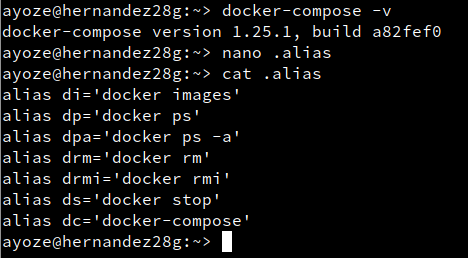 ayoze@hernandez28g:~> docker-compose -v
docker-compose version 1.25.1, build a82fef0
ayoze@hernandez28g:~> nano .alias
ayoze@hernandez28g:~> cat .alias
alias di='docker images'
alias dp='docker ps'
alias dpa='docker ps -a'
alias drm='docker rm'
alias drmi='docker rmi'
alias ds='docker stop'
alias dc='docker-compose'
ayoze@hernandez28g:~>